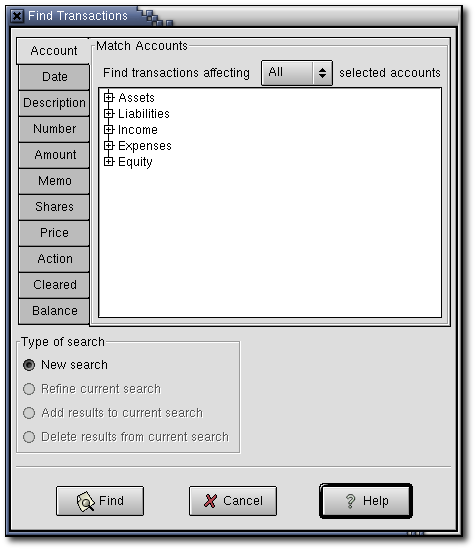 Find Transactions
Account
Date
Description
Number
Amount
Memo
Shares
Price
Action
Cleared
Balance
Match Accounts
Find transactions affecting All selected accounts
Assets
Liabilities
Income
Expenses
Equity
Type of search
New search
Refine current search
Add results to current search
Delete results from current search
Find Cancel Help